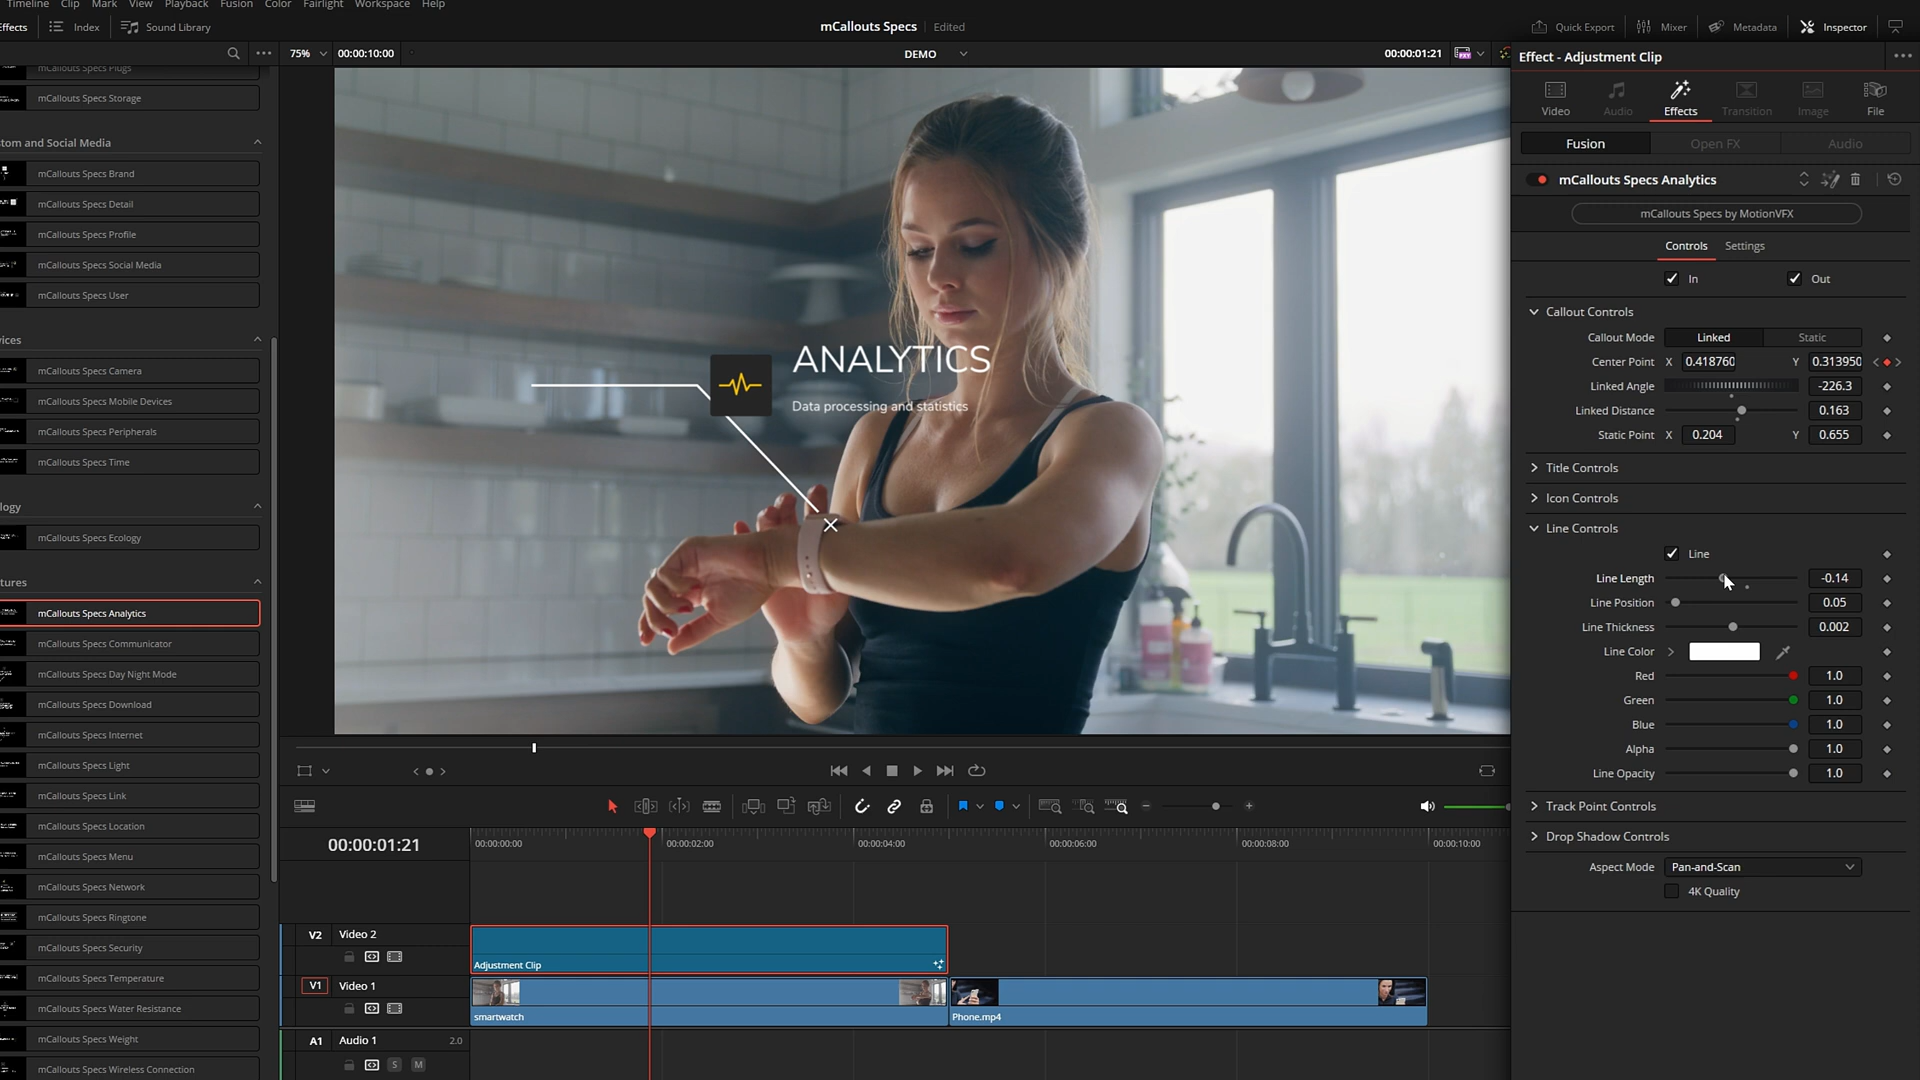 Timeline Clip Mark View Playback Fusion Color Fairlight Workspace Help
Effects Index Sound Library
mCallouts Specs Edited
Quick Export Mixer Metadata Inspector
75% 00:00:10:00
DEMO
00:00:01:21
Effect - Adjustment Clip
mCallouts Specs Plugs
mCallouts Specs Storage
tom and Social Media
mCallouts Specs Brand
mCallouts Specs Detail
mCallouts Specs Profile
mCallouts Specs Social Media
mCallouts Specs User
ices
mCallouts Specs Camera
mCallouts Specs Mobile Devices
mCallouts Specs Peripherals
mCallouts Specs Time
logy
mCallouts Specs Ecology
tures
mCallouts Specs Analytics
mCallouts Specs Communicator
mCallouts Specs Day Night Mode
mCallouts Specs Download
mCallouts Specs Internet
mCallouts Specs Light
mCallouts Specs Link
mCallouts Specs Location
mCallouts Specs Menu
mCallouts Specs Network
mCallouts Specs Ringtone
mCallouts Specs Security
mCallouts Specs Temperature
mCallouts Specs Water Resistance
mCallouts Specs Weight
mCallouts Specs Wireless Connection
ANALYTICS
Data processing and statistics
Video Audio Effects Transition Image File
Fusion Open FX Audio
mCallouts Specs Analytics
mCallouts Specs by MotionVFX
Controls Settings
In Out
Callout Controls
Callout Mode Linked Static
Center Point X 0.418760 Y 0.313950
Linked Angle -226.3
Linked Distance 0.163
Static Point X 0.204 Y 0.655
Title Controls
Icon Controls
Line Controls
Line
Line Length -0.14
Line Position 0.05
Line Thickness 0.002
Line Color
Red 1.0
Green 1.0
Blue 1.0
Alpha 1.0
Line Opacity 1.0
Track Point Controls
Drop Shadow Controls
Aspect Mode Pan-and-Scan
4K Quality
00:00:01:21
00:00:00:00 00:00:02:00 00:00:04:00 00:00:06:00 00:00:08:00 00:00:10:00
V2 Video 2
Adjustment Clip
V1 Video 1
smartwatch Phone.mp4
A1 Audio 1 2.0
S M